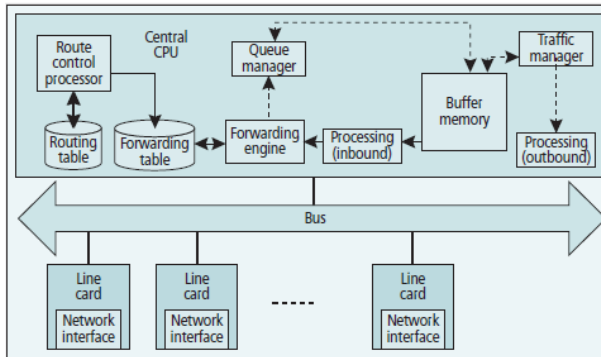 Route
control
processor
Central
CPU
Queue
manager
Traffic
manager
Buffer
memory
Routing
table
Forwarding
table
Forwarding
engine
Processing
(inbound)
Processing
(outbound)
Bus
Line
card
Network
interface
Line
card
Network
interface
Line
card
Network
interface